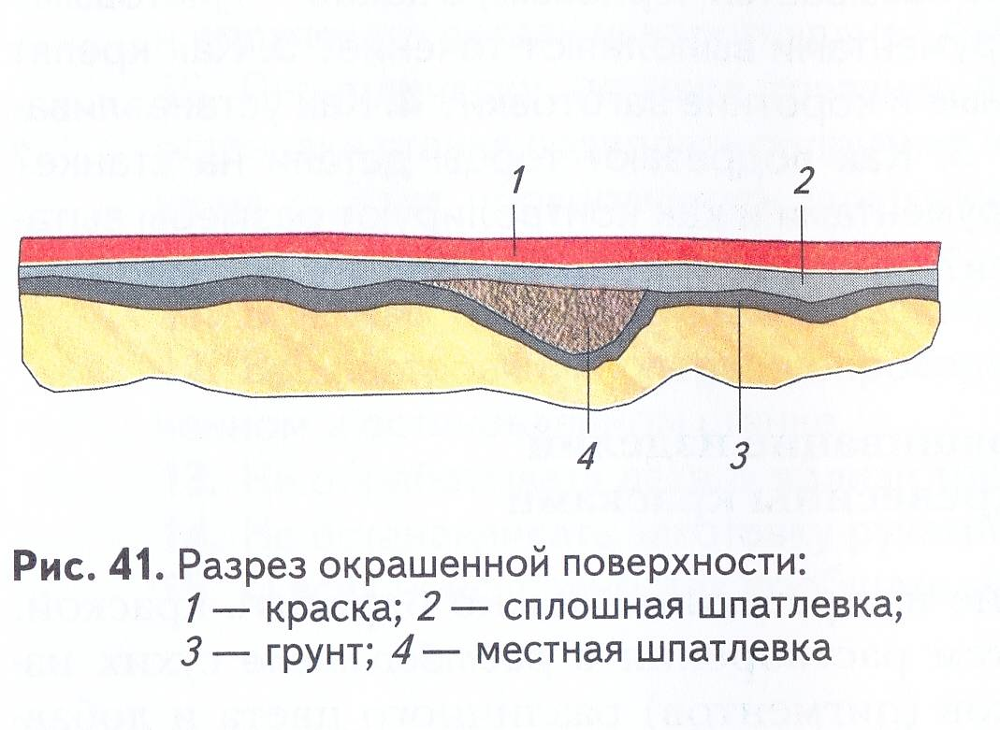 1 2
4 3
Рис. 41. Разрез окрашенной поверхности:
1 — краска; 2 — сплошная шпатлевка;
3 — грунт; 4 — местная шпатлевка